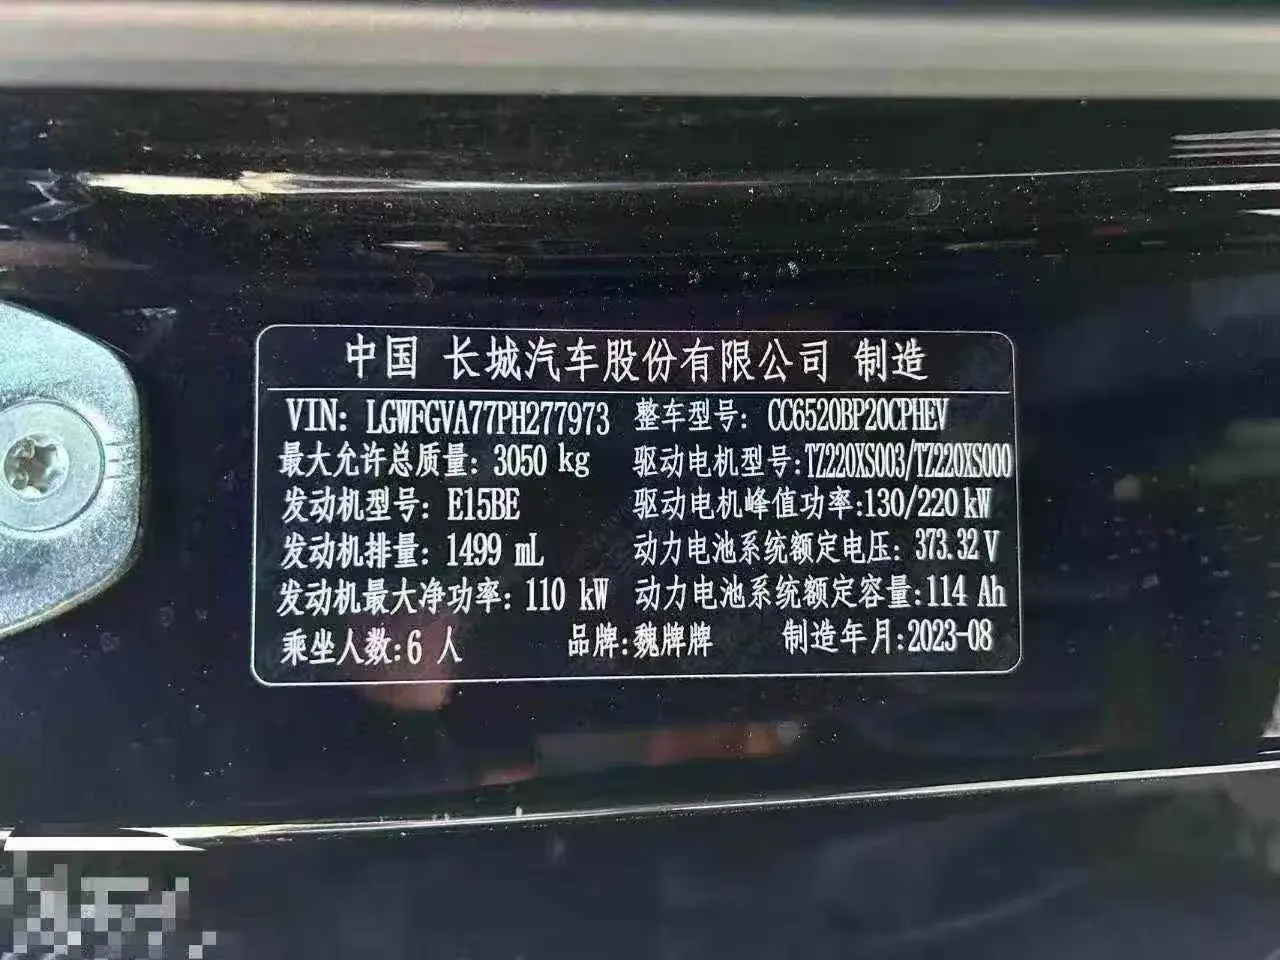 中国 长城汽车股份有限公司 制造
VIN: LGWFGVA77PH277973 整车型号: CC6520BP20CPHEV
最大允许总质量: 3050 kg 驱动电机型号:TZ220XS003/TZ220XS000
发动机型号: E15BE 驱动电机峰值功率:130/220 kW
发动机排量: 1499 mL 动力电池系统额定电压: 373.32 V
发动机最大净功率: 110 kW 动力电池系统额定容量:114 Ah
乘坐人数:6 人 品牌:魏牌牌 制造年月:2023-08